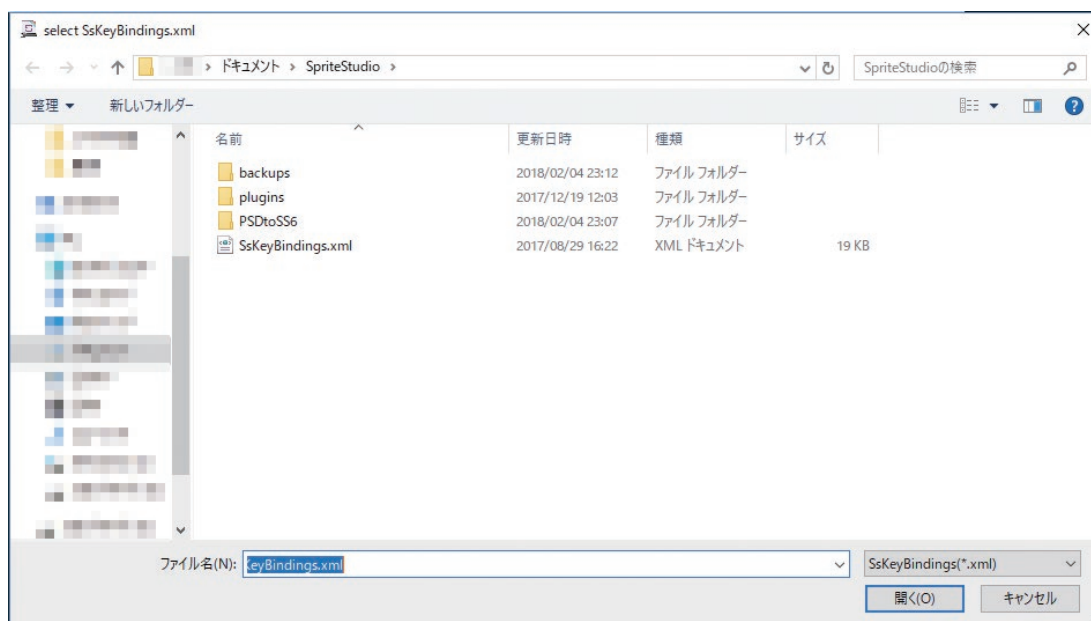 select SsKeyBindings.xml
ドキュメント › SpriteStudio ›
SpriteStudioの検索
整理 新しいフォルダー
名前 更新日時 種類 サイズ
backups 2018/02/04 23:12 ファイル フォルダー
plugins 2017/12/19 12:03 ファイル フォルダー
PSDtoSS6 2018/02/04 23:07 ファイル フォルダー
SsKeyBindings.xml 2017/08/29 16:22 XML ドキュメント 19 KB
ファイル名(N): KeyBindings.xml SsKeyBindings(*.xml)
開く(O) キャンセル